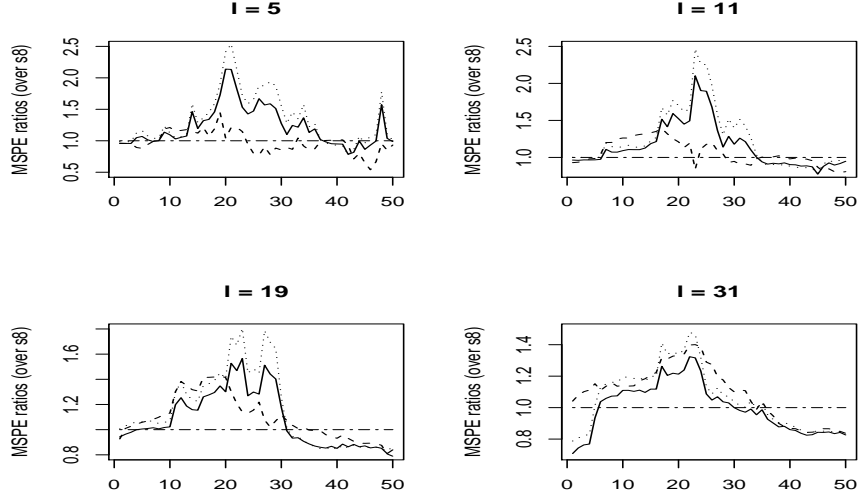 I = 5
MSPE ratios (over s8)
0.5 1.0 1.5 2.0 2.5
0 10 20 30 40 50
I = 11
MSPE ratios (over s8)
1.0 1.5 2.0 2.5
0 10 20 30 40 50
I = 19
MSPE ratios (over s8)
0.8 1.0 1.2 1.6
0 10 20 30 40 50
I = 31
MSPE ratios (over s8)
0.8 1.0 1.2 1.4
0 10 20 30 40 50